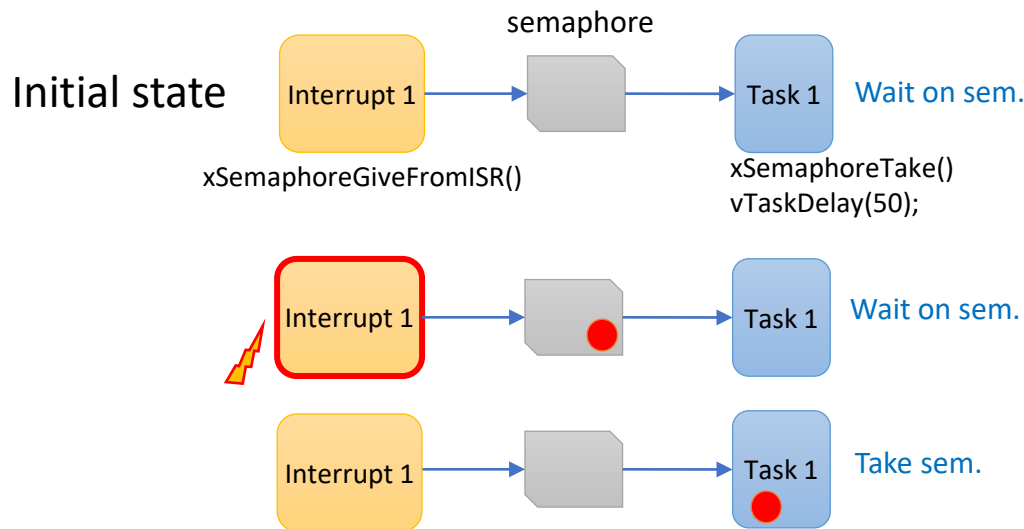 semaphore
Initial state
Interrupt 1
Task 1
Wait on sem.
xSemaphoreGiveFromISR()
xSemaphoreTake()
vTaskDelay(50);
Interrupt 1
Task 1
Wait on sem.
Interrupt 1
Task 1
Take sem.